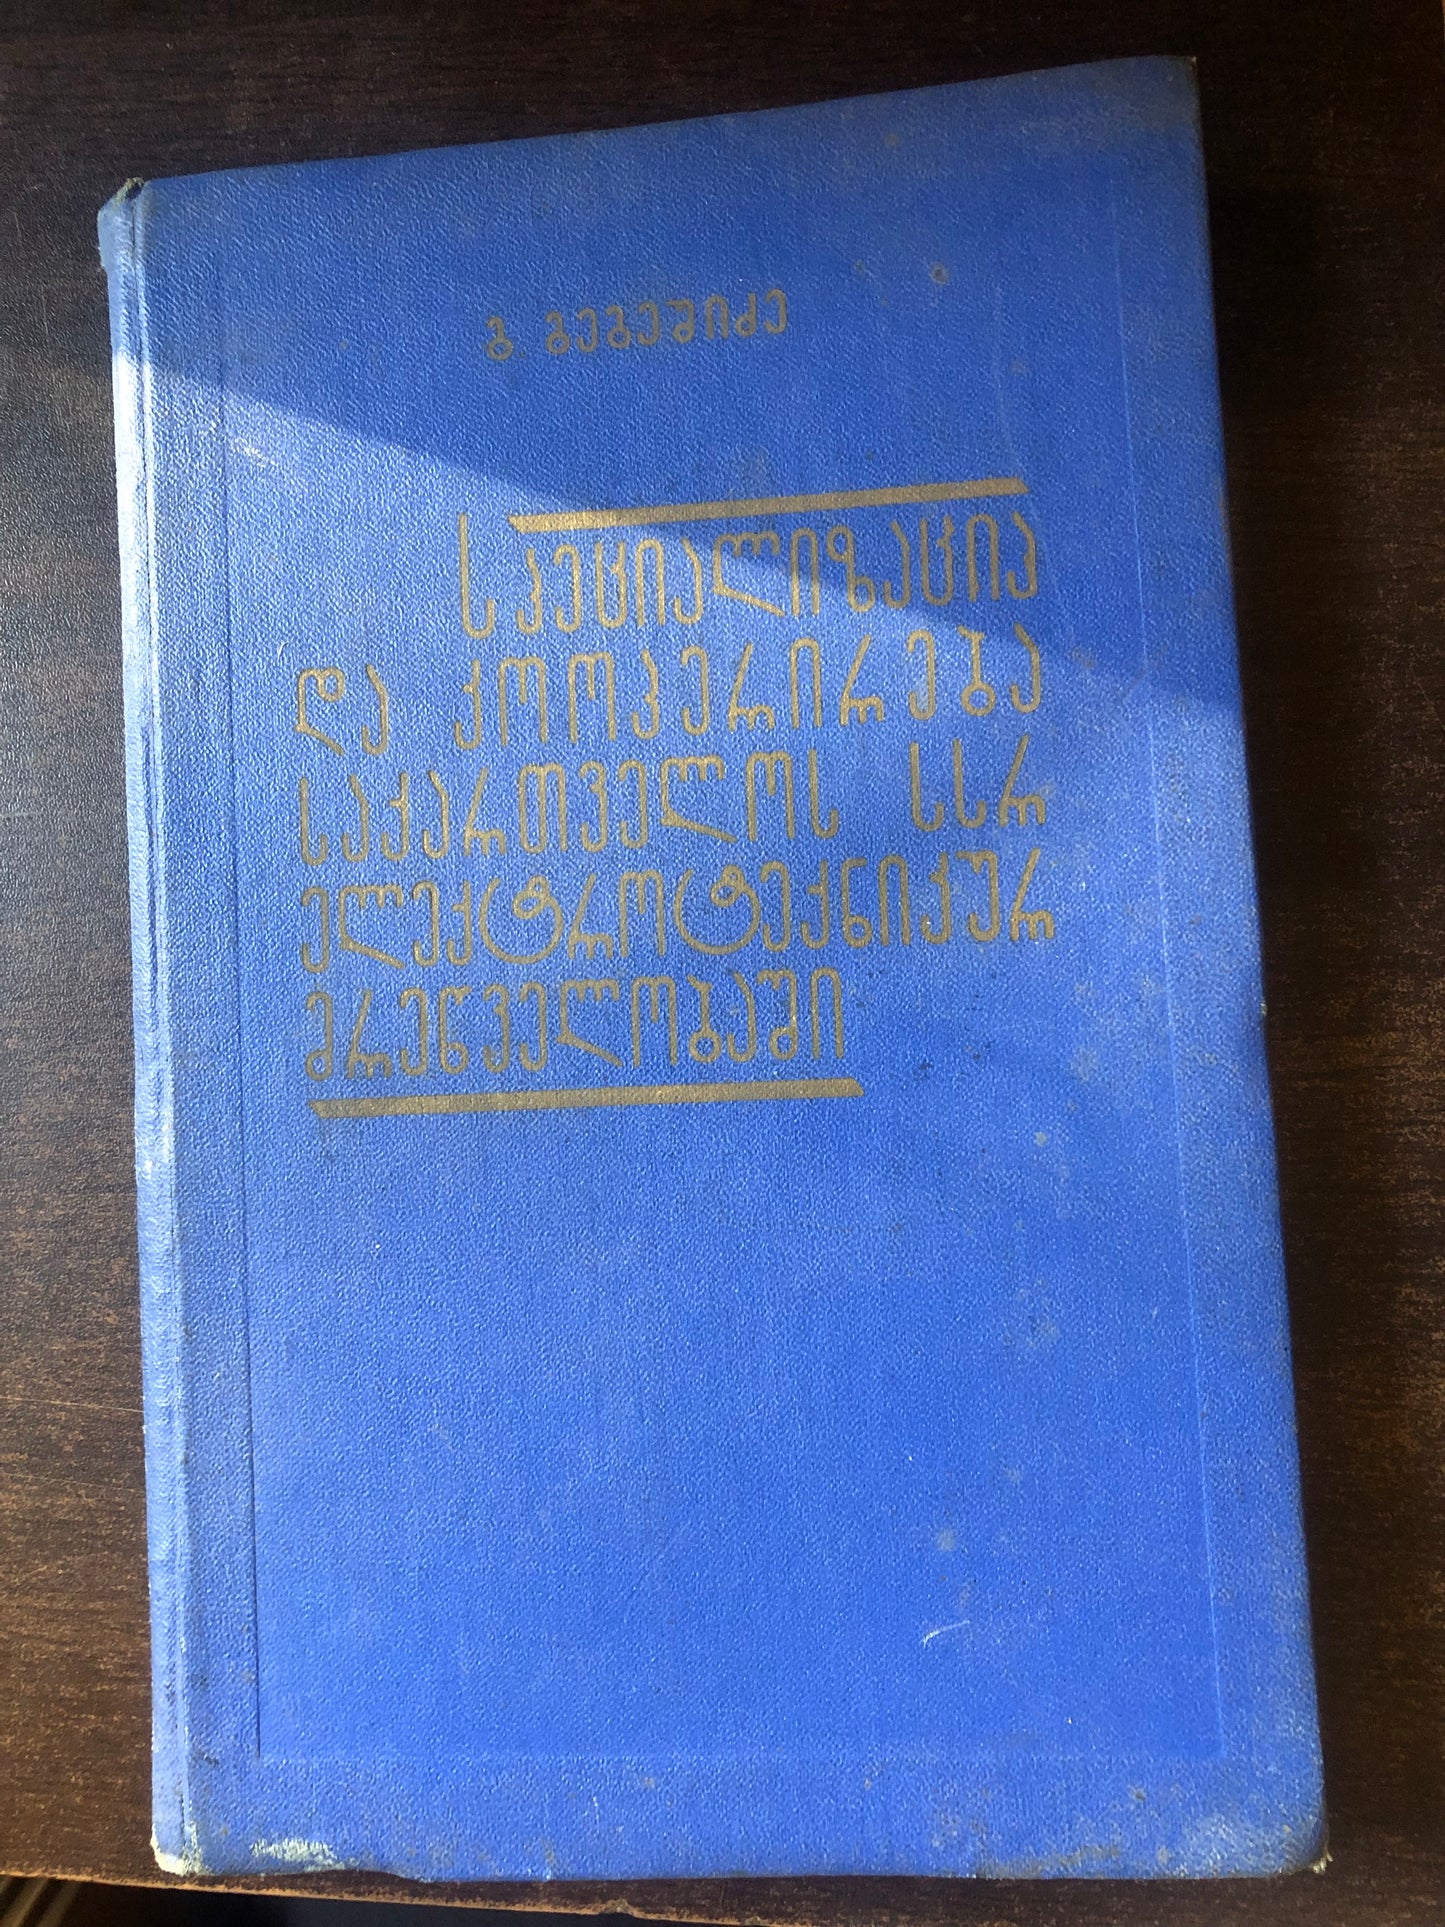 გ. გეგეშიძე
სპეციალიზაცია
და კოოპერირება
საქართველოს სსრ
ელექტროტექნიკურ
მრეწველობაში